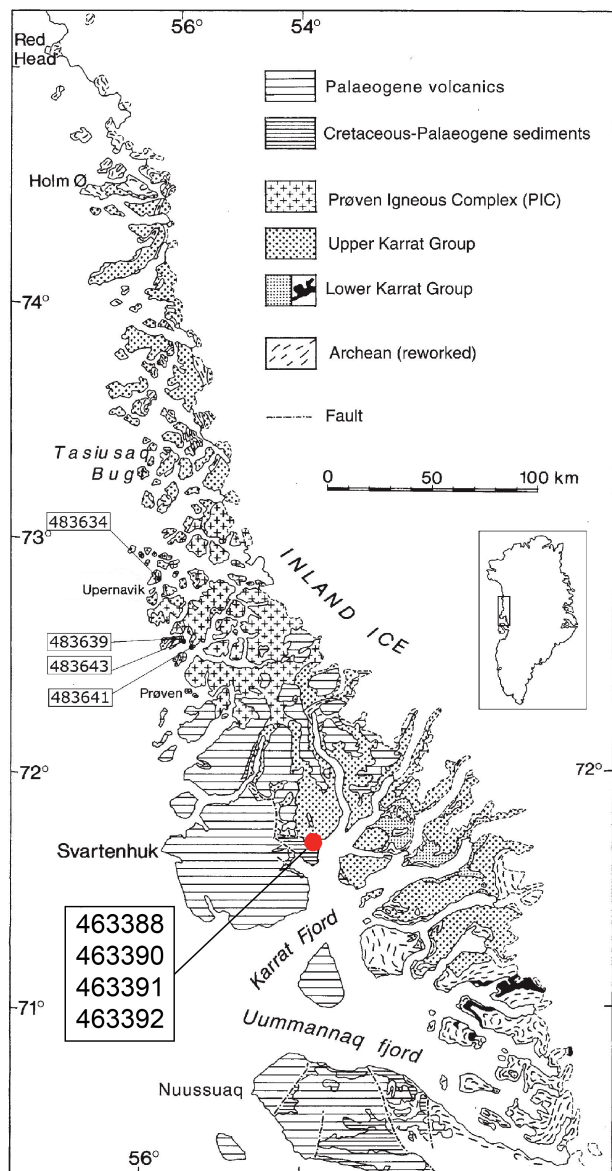 56°
54°
Red
Head
Palaeogene volcanics
Cretaceous-Palaeogene sediments
Holm Ø
Prøven Igneous Complex (PIC)
Upper Karrat Group
Lower Karrat Group
74°
Archean (reworked)
Fault
Tasiusaq
Bugt
0 50 100 km
483634
73°
INLAND ICE
Upernavik
483639
483643
483641
Prøven
72°
72°
Svartenhuk
463388
463390
463391
463392
Karrat Fjord
71°
Uummannaq fjord
Nuussuaq
56°
54°